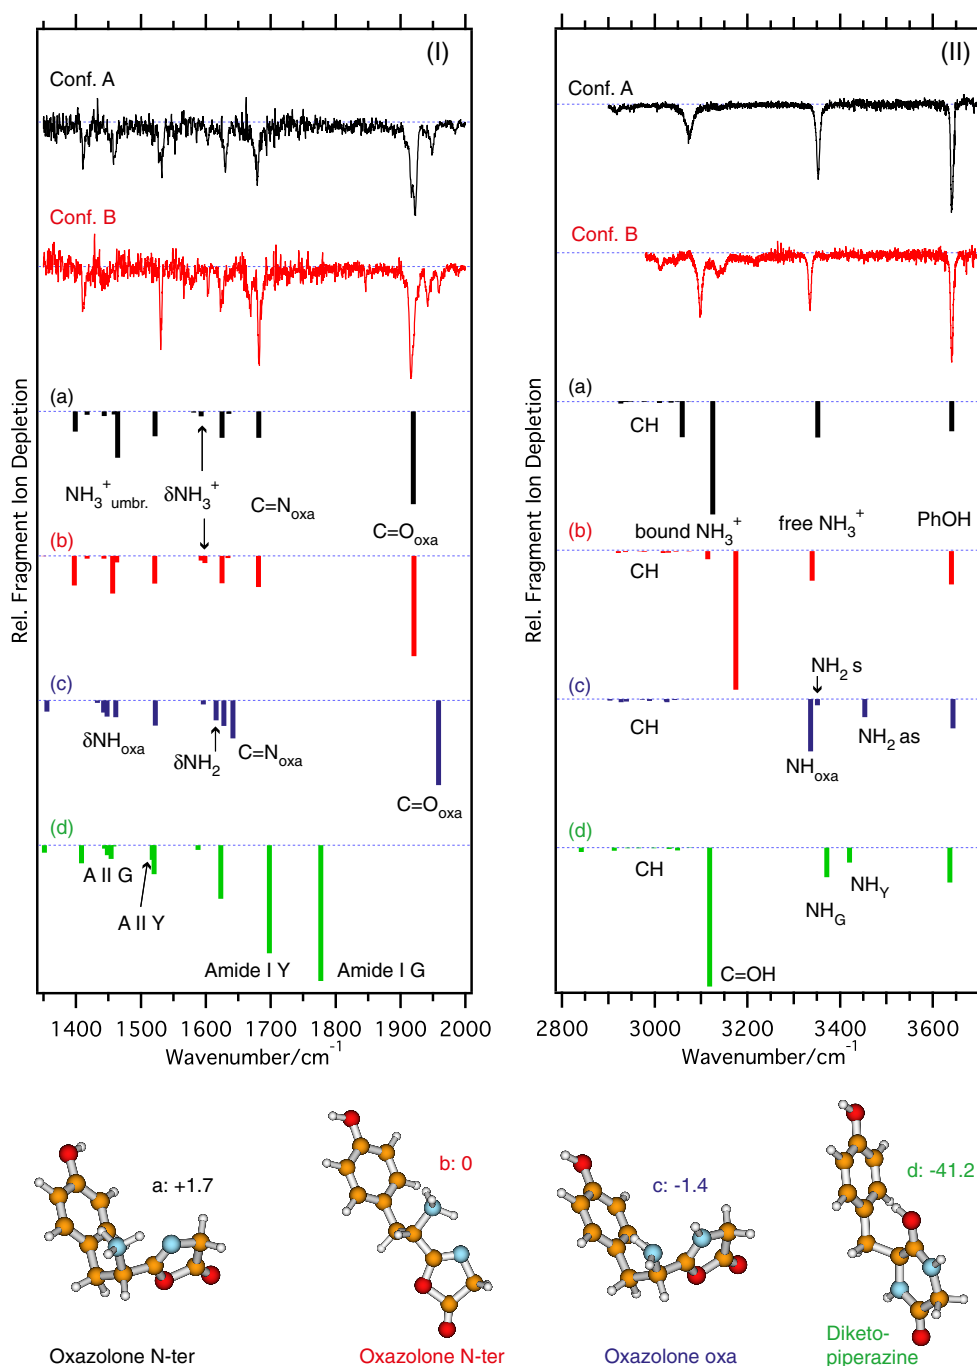 (I)
Conf. A
Conf. B
(a)
NH3+ umbr.
δNH3+
C=Noxa
C=Ooxa
(b)
(c)
δNHoxa
δNH2
C=Noxa
C=Ooxa
(d)
A II G
A II Y
Amide I Y
Amide I G
Rel. Fragment Ion Depletion
1400 1500 1600 1700 1800 1900 2000
Wavenumber/cm-1
(II)
Conf. A
Conf. B
(a)
CH
bound NH3+
free NH3+
PhOH
(b)
CH
(c)
CH
NH2 s
NHoxa
NH2 as
(d)
CH
NHG
NHY
C=OH
Rel. Fragment Ion Depletion
2800 3000 3200 3400 3600
Wavenumber/cm-1
a: +1.7
b: 0
c: -1.4
d: -41.2
Oxazolone N-ter
Oxazolone N-ter
Oxazolone oxa
Diketo-
piperazine